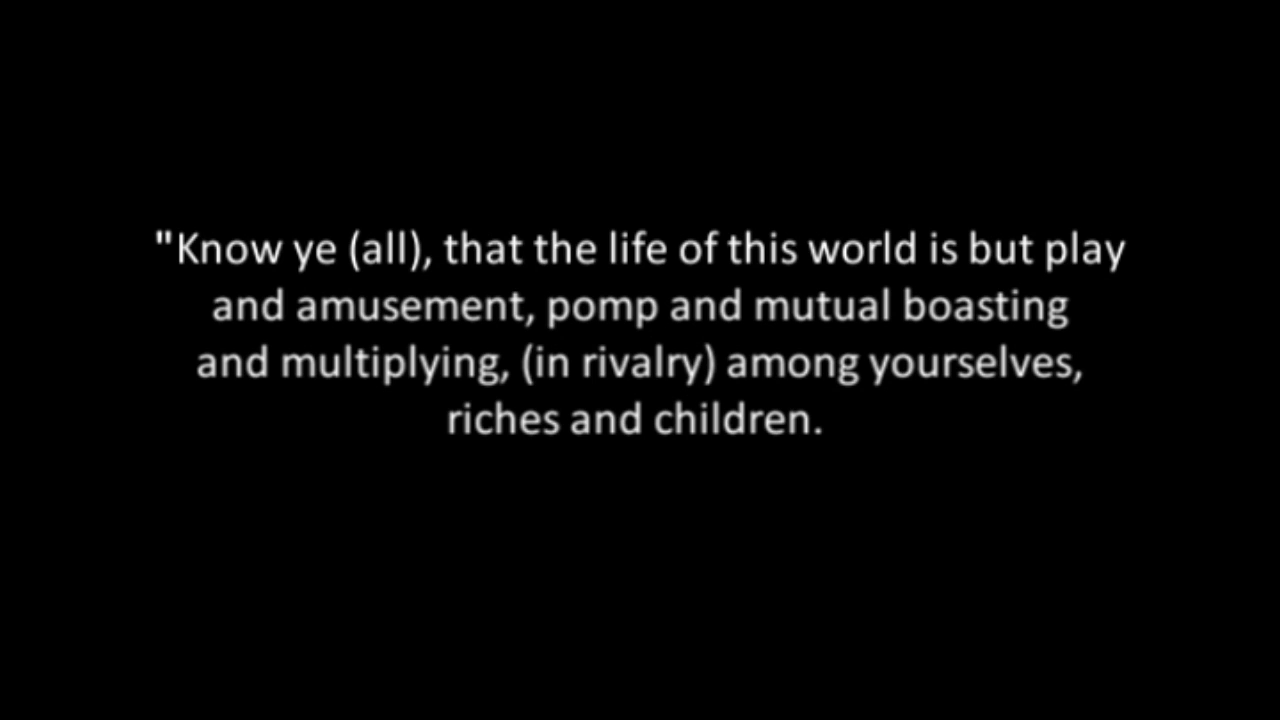 "Know ye (all), that the life of this world is but play
and amusement, pomp and mutual boasting
and multiplying, (in rivalry) among yourselves,
riches and children.